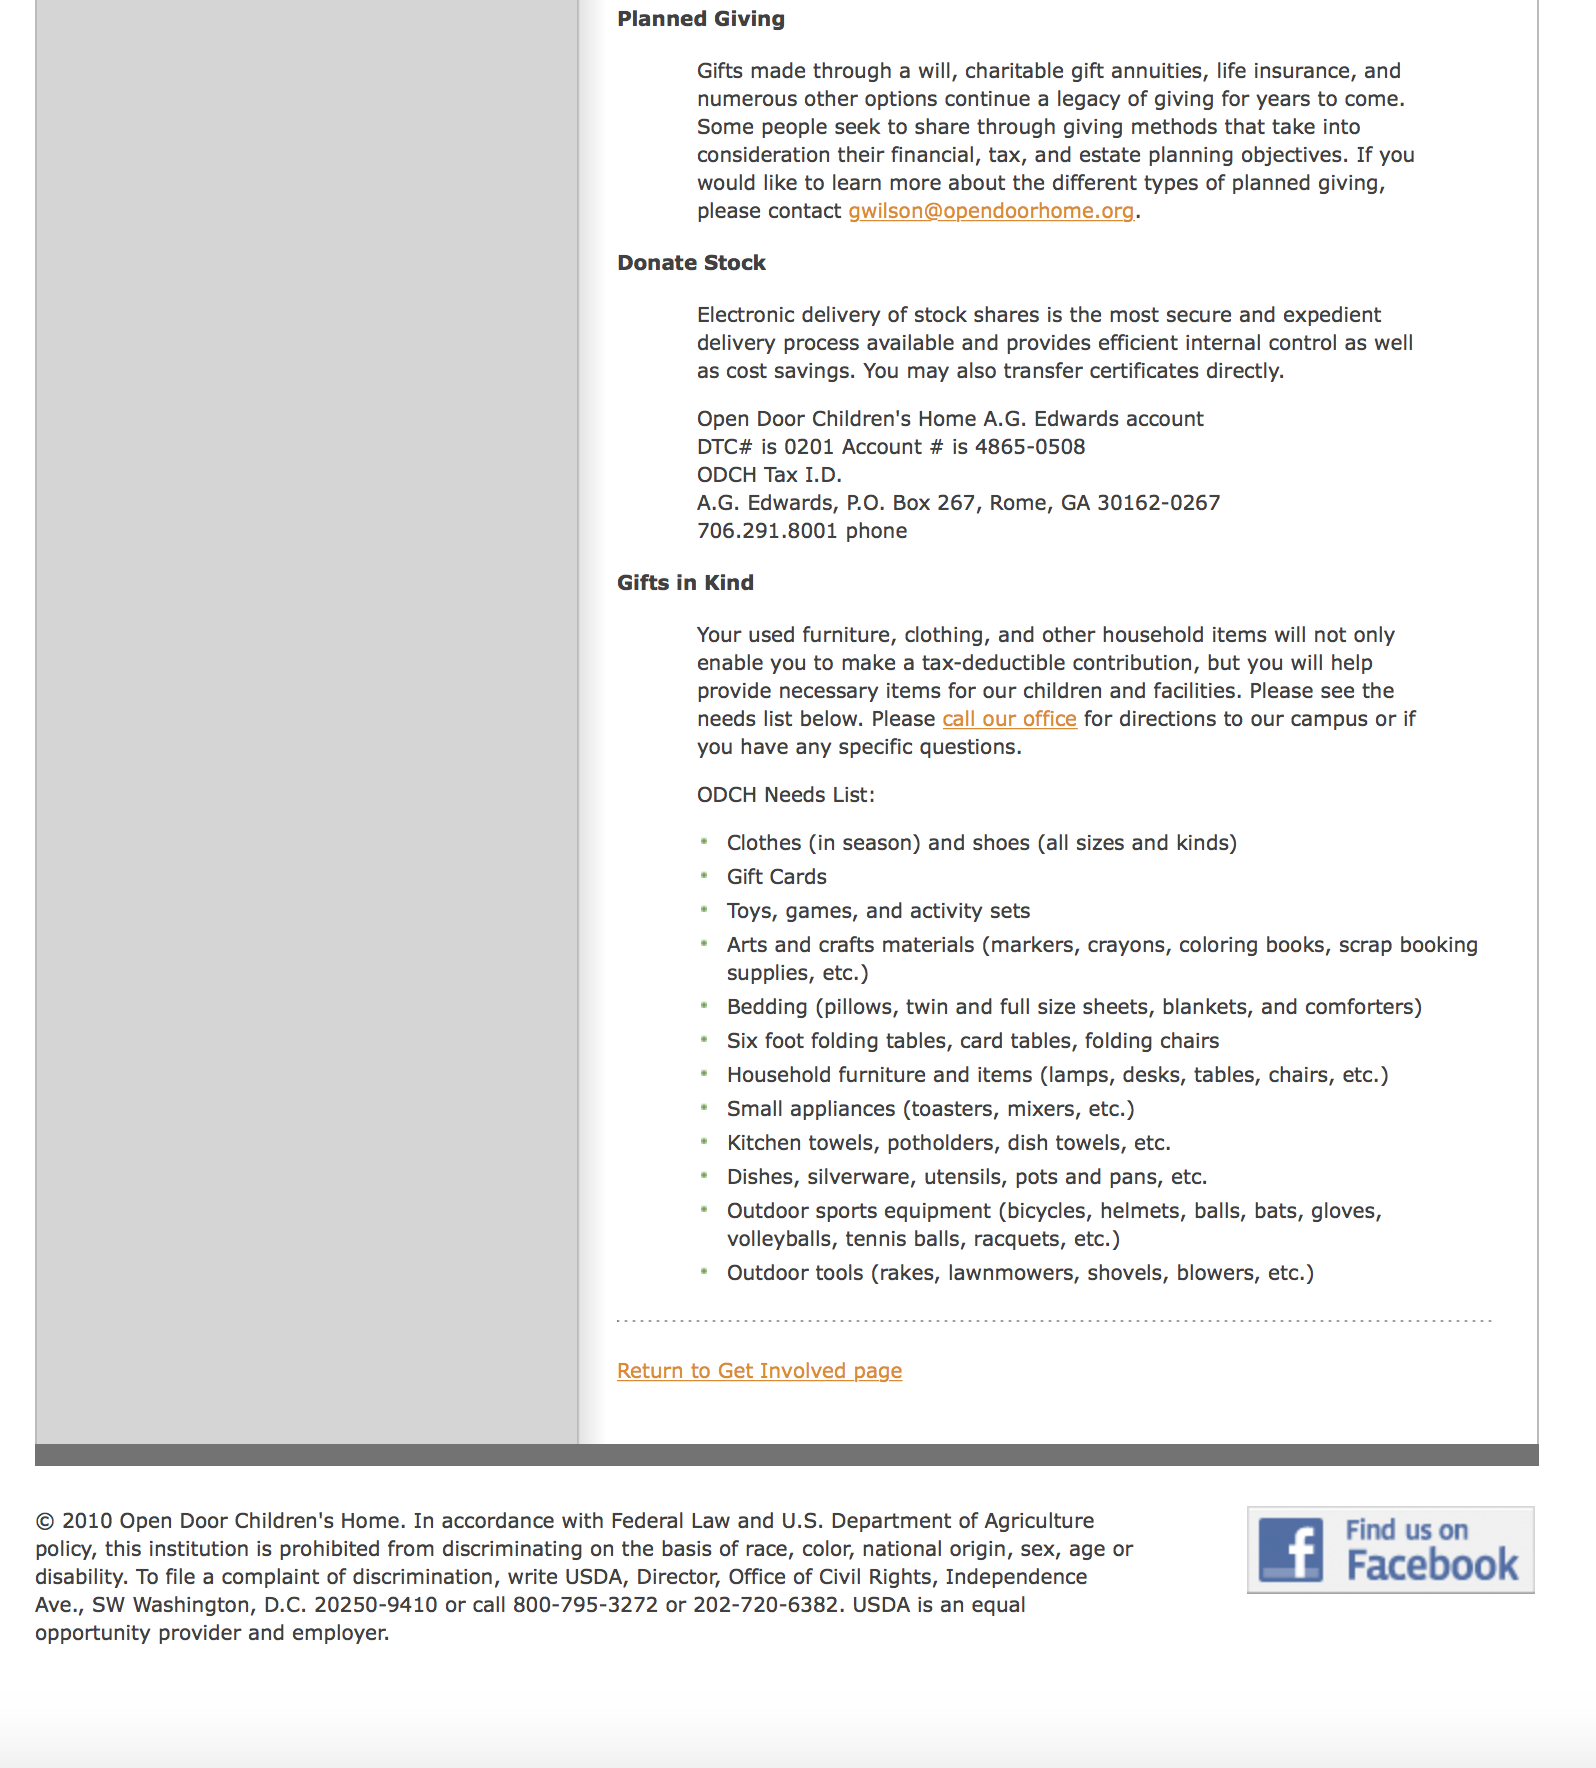 Planned Giving
Gifts made through a will, charitable gift annuities, life insurance, and
numerous other options continue a legacy of giving for years to come.
Some people seek to share through giving methods that take into
consideration their financial, tax, and estate planning objectives. If you
would like to learn more about the different types of planned giving,
please contact gwilson@opendoorhome.org.
Donate Stock
Electronic delivery of stock shares is the most secure and expedient
delivery process available and provides efficient internal control as well
as cost savings. You may also transfer certificates directly.
Open Door Children's Home A.G. Edwards account
DTC# is 0201 Account # is 4865-0508
ODCH Tax I.D.
A.G. Edwards, P.O. Box 267, Rome, GA 30162-0267
706.291.8001 phone
Gifts in Kind
Your used furniture, clothing, and other household items will not only
enable you to make a tax-deductible contribution, but you will help
provide necessary items for our children and facilities. Please see the
needs list below. Please call our office for directions to our campus or if
you have any specific questions.
ODCH Needs List:
Clothes (in season) and shoes (all sizes and kinds)
Gift Cards
Toys, games, and activity sets
Arts and crafts materials (markers, crayons, coloring books, scrap booking
supplies, etc.)
Bedding (pillows, twin and full size sheets, blankets, and comforters)
Six foot folding tables, card tables, folding chairs
Household furniture and items (lamps, desks, tables, chairs, etc.)
Small appliances (toasters, mixers, etc.)
Kitchen towels, potholders, dish towels, etc.
Dishes, silverware, utensils, pots and pans, etc.
Outdoor sports equipment (bicycles, helmets, balls, bats, gloves,
volleyballs, tennis balls, racquets, etc.)
Outdoor tools (rakes, lawnmowers, shovels, blowers, etc.)
Return to Get Involved page
© 2010 Open Door Children's Home. In accordance with Federal Law and U.S. Department of Agriculture
policy, this institution is prohibited from discriminating on the basis of race, color, national origin, sex, age or
disability. To file a complaint of discrimination, write USDA, Director, Office of Civil Rights, Independence
Ave., SW Washington, D.C. 20250-9410 or call 800-795-3272 or 202-720-6382. USDA is an equal
opportunity provider and employer.
f
Find us on
Facebook